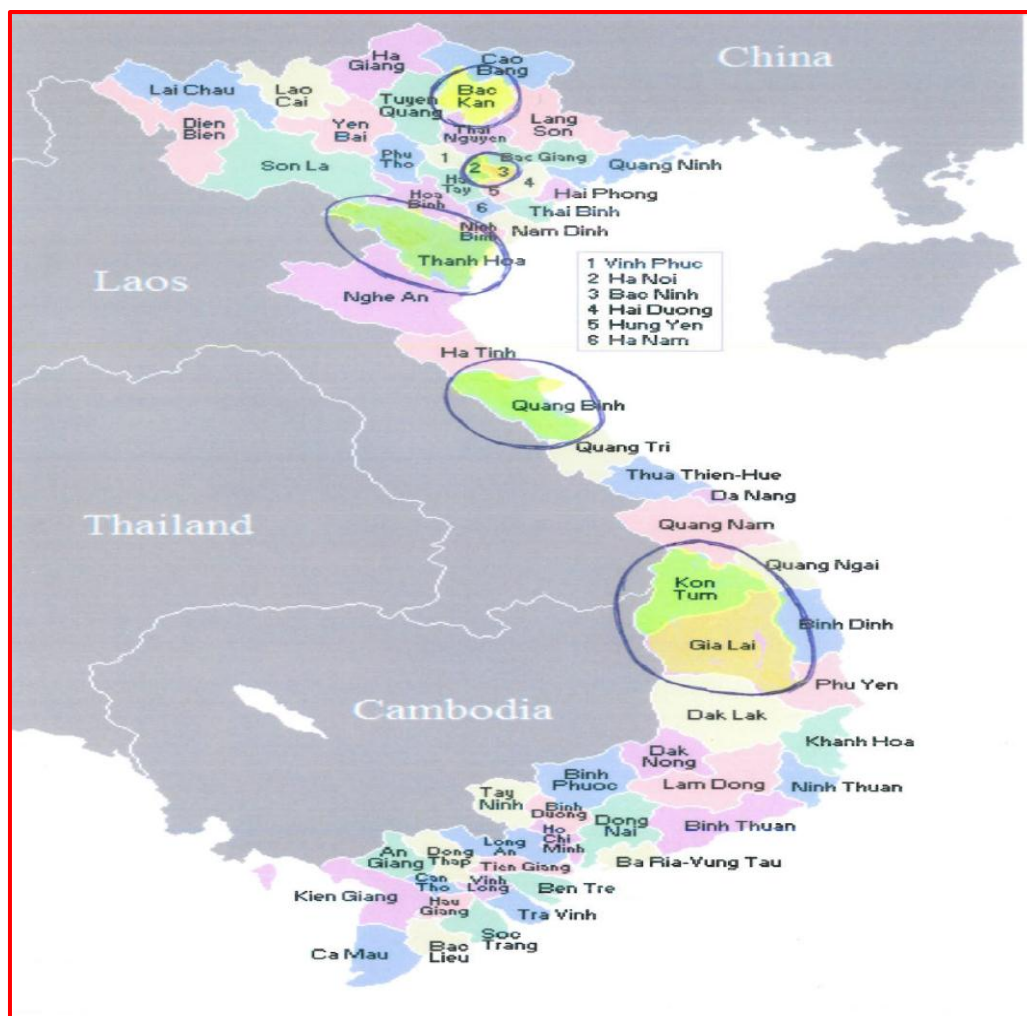 China
Ha
Giang
Cao
Bang
Lai Chau
Lao
Cai
Bac
Kan
Tuyen
Quang
Dien
Bien
Yen
Bai
Lang
Son
Thai
Nguyen
Son La
Phu
Tho
1
Bac Giang
Quang Ninh
2
3
Ha
Tay
4
5
Hoa
Binh
Hai Phong
6
Thai Binh
Ninh
Binh
Nam Dinh
Thanh Hoa
Laos
Nghe An
1 Vinh Phuc
2 Ha Noi
3 Bac Ninh
4 Hai Duong
5 Hung Yen
6 Ha Nam
Ha Tinh
Quang Binh
Quang Tri
Thua Thien-Hue
Da Nang
Thailand
Quang Nam
Quang Ngai
Kon
Tum
Binh Dinh
Gia Lai
Phu Yen
Cambodia
Dak Lak
Khanh Hoa
Dak
Nong
Binh
Phuoc
Lam Dong
Ninh Thuan
Tay
Ninh
Binh
Duong
Dong
Nai
Binh Thuan
Ho
Chi
Minh
Long
An
An
Giang
Dong
Thap
Tien Giang
Ba Ria-Vung Tau
Can
Tho
Vinh
Long
Ben Tre
Kien Giang
Hau
Giang
Tra Vinh
Soc
Trang
Bac
Lieu
Ca Mau